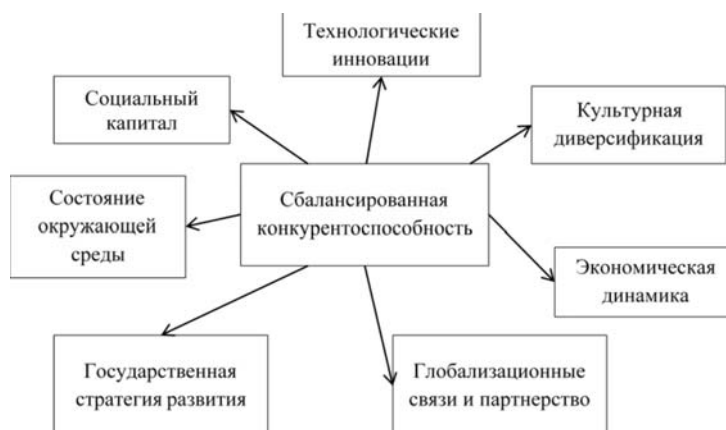 Технологические
инновации
Социальный
капитал
Культурная
диверсификация
Сбалансированная
конкурентоспособность
Состояние
окружающей
среды
Экономическая
динамика
Государственная
стратегия развития
Глобализационные
связи и партнерство